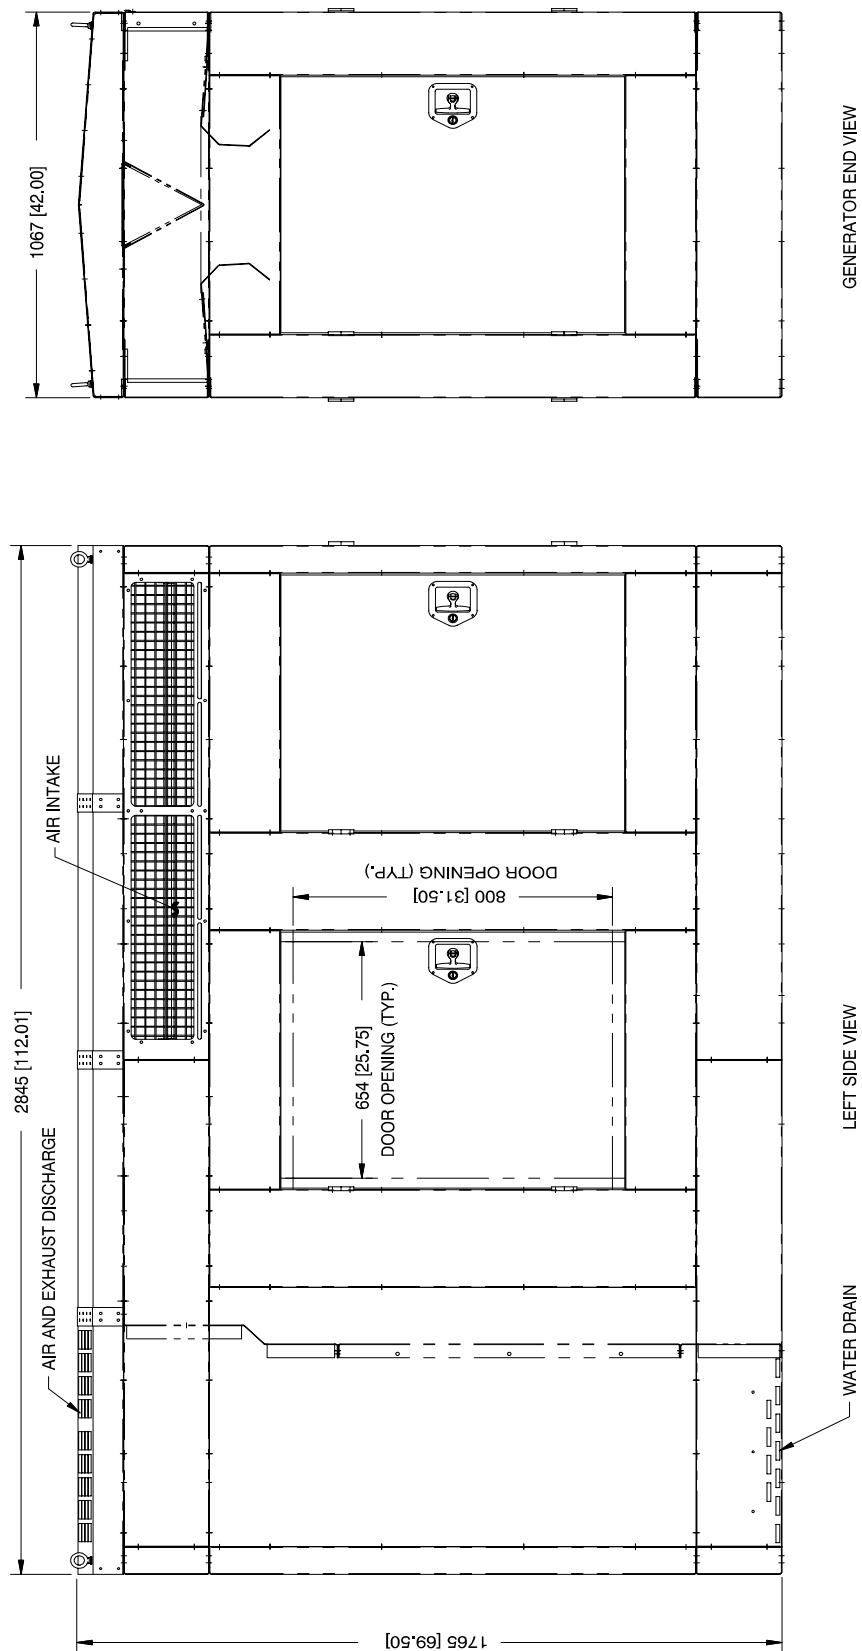 2845 [112.01]
AIR AND EXHAUST DISCHARGE
AIR INTAKE
1067 [42.00]
1765 [69.50]
654 [25.75]
DOOR OPENING (TYP.)
800 [31.50]
DOOR OPENING (TYP.)
WATER DRAIN
LEFT SIDE VIEW
GENERATOR END VIEW